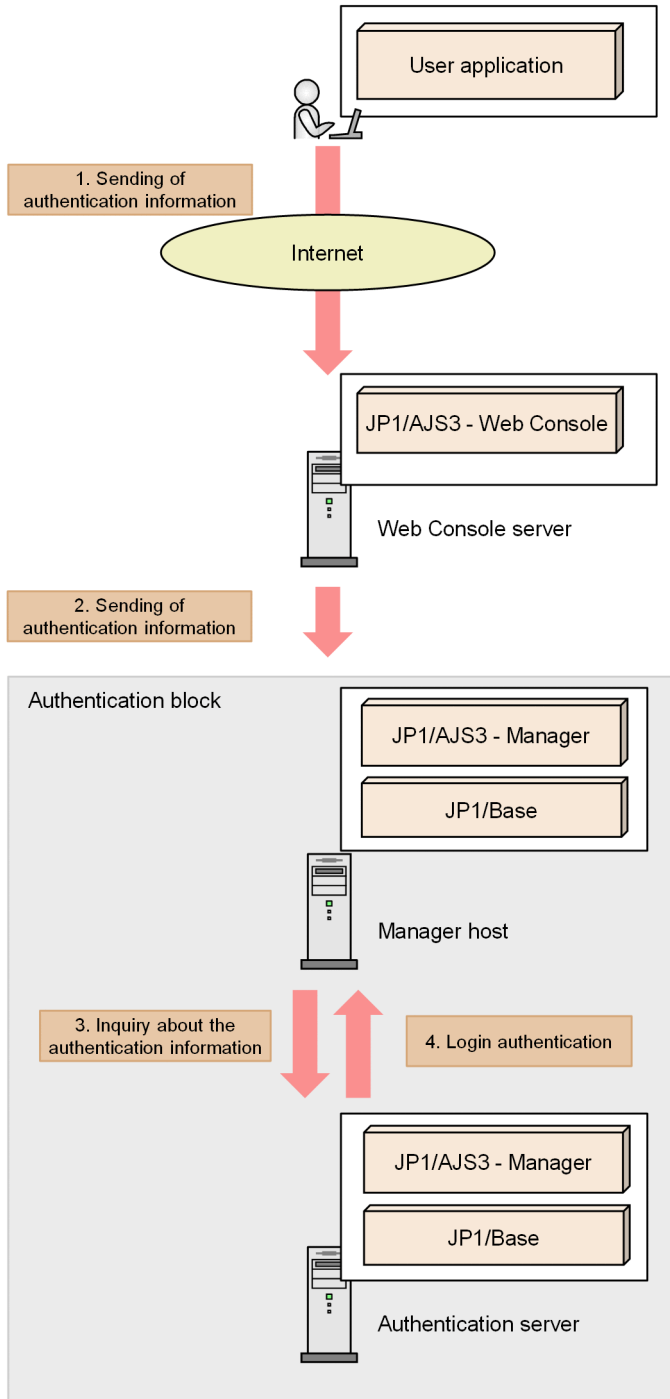 User application
1. Sending of
authentication information
Internet
JP1/AJS3 - Web Console
Web Console server
2. Sending of
authentication information
Authentication block
JP1/AJS3 - Manager
JP1/Base
Manager host
3. Inquiry about the
authentication information
4. Login authentication
JP1/AJS3 - Manager
JP1/Base
Authentication server